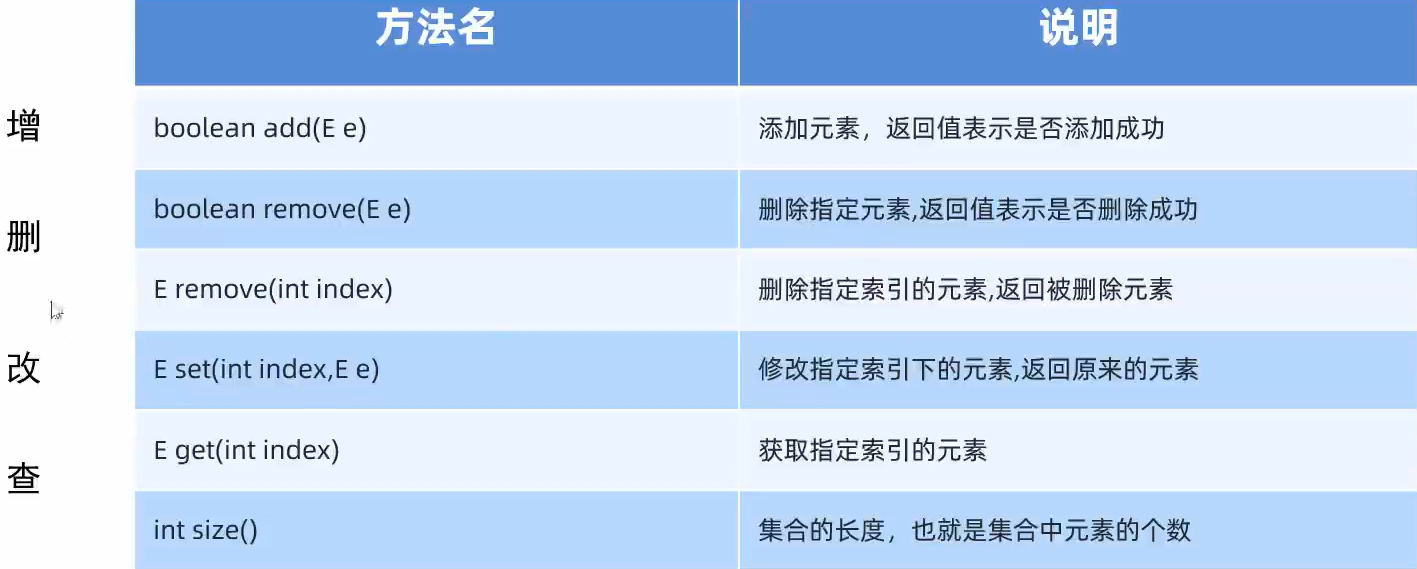 方法名 说明
增
boolean add(E e) 添加元素，返回值表示是否添加成功
删
boolean remove(E e) 删除指定元素,返回值表示是否删除成功
E remove(int index) 删除指定索引的元素,返回被删除元素
改
E set(int index,E e) 修改指定索引下的元素,返回原来的元素
查
E get(int index) 获取指定索引的元素
int size() 集合的长度，也就是集合中元素的个数